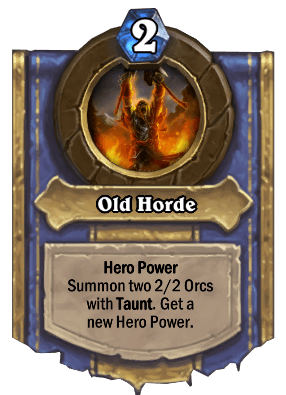 2
Old Horde
Hero Power
Summon two 2/2 Orcs
with Taunt. Get a
new Hero Power.